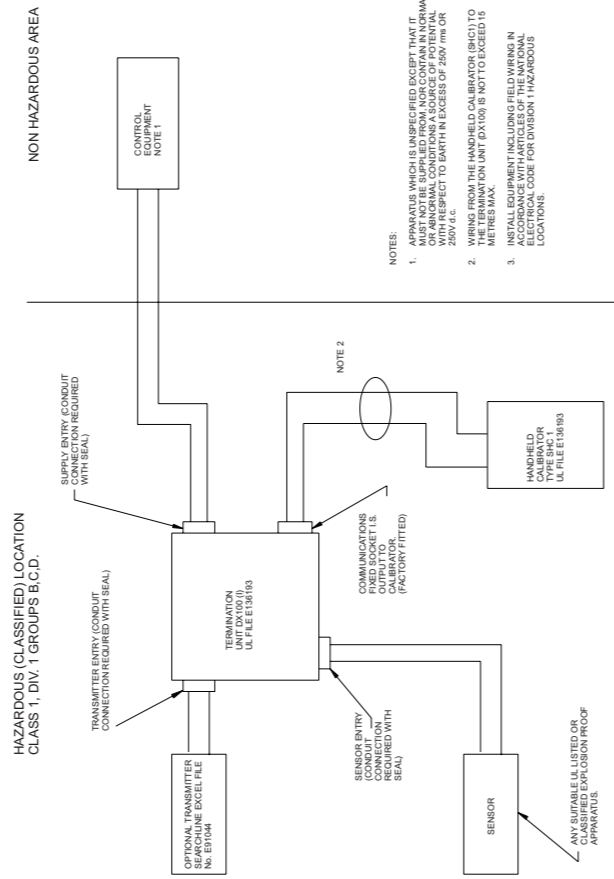 HAZARDOUS (CLASSIFIED) LOCATION
CLASS 1, DIV. 1 GROUPS B,C,D.
NON HAZARDOUS AREA
TRANSMITTER ENTRY (CONDUIT
CONNECTION REQUIRED WITH SEAL)
SUPPLY ENTRY (CONDUIT
CONNECTION REQUIRED
WITH SEAL)
CONTROL
EQUIPMENT
NOTE 1
OPTIONAL TRANSMITTER
SEARCHLINE EXCEL FILE
No. E91044
TERMINATION
UNIT DX100 (I)
UL FILE E136193
SENSOR ENTRY
(CONDUIT
CONNECTION
REQUIRED WITH
SEAL)
COMMUNICATIONS
FIXED SOCKET I.S.
OUTPUT TO
CALIBRATOR.
(FACTORY FITTED)
NOTE 2
SENSOR
ANY SUITABLE UL LISTED OR
CLASSIFIED EXPLOSION PROOF
APPARATUS.
HANDHELD
CALIBRATOR
TYPE SHC 1
UL FILE E136193
NOTES:
1. APPARATUS WHICH IS UNSPECIFIED EXCEPT THAT IT
MUST NOT BE SUPPLIED FROM, NOR CONTAIN IN NORMA
OR ABNORMAL CONDITIONS A SOURCE OF POTENTIAL
WITH RESPECT TO EARTH IN EXCESS OF 250V rms OR
250V d.c.
2. WIRING FROM THE HANDHELD CALIBRATOR (SHC1) TO
THE TERMINATION UNIT (DX100) IS NOT TO EXCEED 15
METRES MAX.
3. INSTALL EQUIPMENT INCLUDING FIELD WIRING IN
ACCORDANCE WITH ARTICLES OF THE NATIONAL
ELECTRICAL CODE FOR DIVISION 1 HAZARDOUS
LOCATIONS.